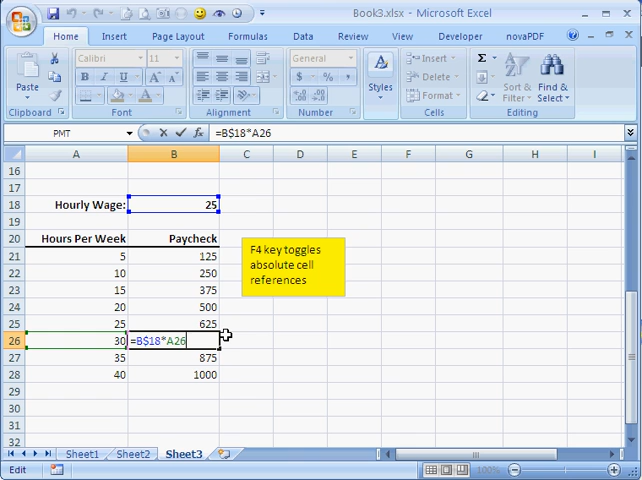 Book3.xlsx - Microsoft Excel
Home Insert Page Layout Formulas Data Review View Developer novaPDF
Calibri 11 General Insert Σ
B I U A A $ % , Delete
Paste Styles Format Sort & Filter Find & Select
Clipboard Font Alignment Number Cells Editing
PMT fx =B$18*A26
A B C D E F G H I
16
17
18 Hourly Wage: 25
19
20 Hours Per Week Paycheck
21 5 125
22 10 250
23 15 375
24 20 500
25 25 625
26 30 =B$18*A26
27 35 875
28 40 1000
29
30
31
32
F4 key toggles
absolute cell
references
Sheet1 Sheet2 Sheet3
Edit 100%